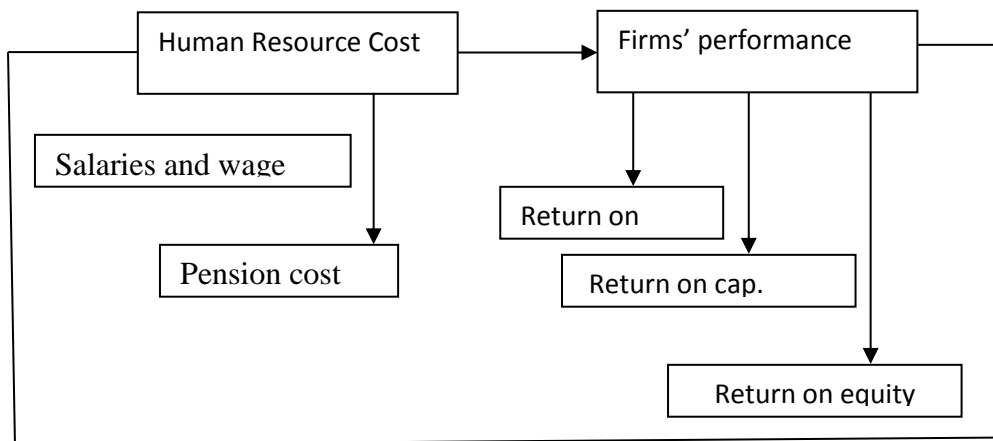 Human Resource Cost
Firms’ performance
Salaries and wage
Return on
Pension cost
Return on cap.
Return on equity